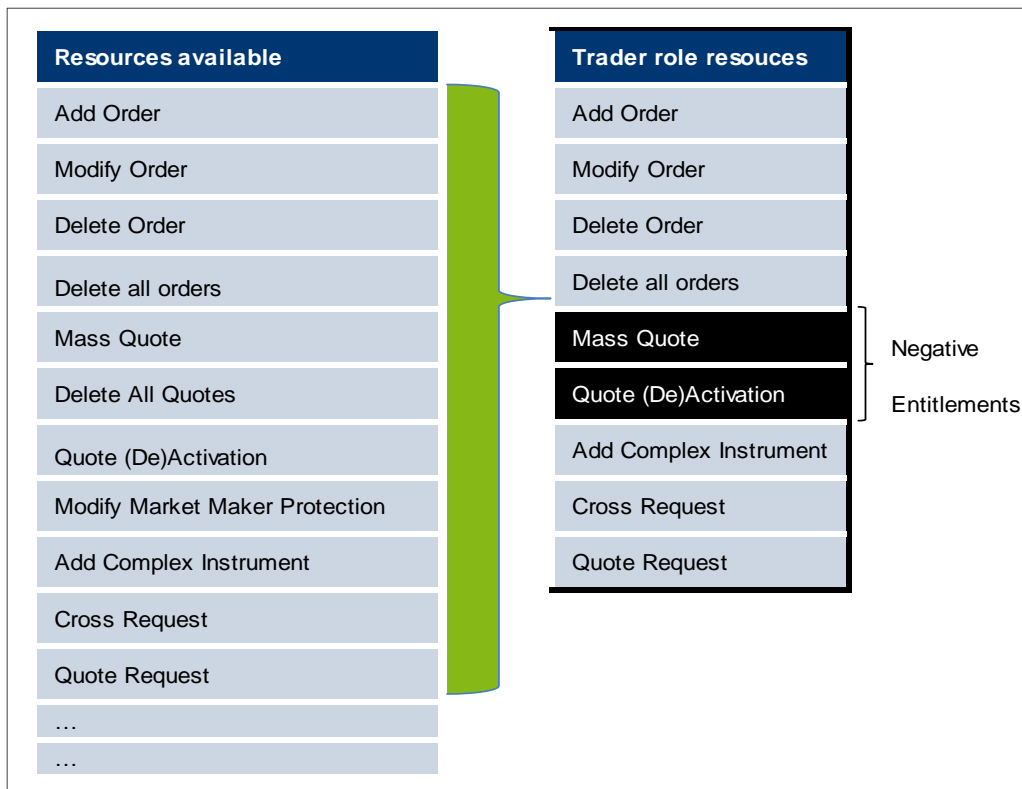 Resources available
Add Order
Modify Order
Delete Order
Delete all orders
Mass Quote
Delete All Quotes
Quote (De)Activation
Modify Market Maker Protection
Add Complex Instrument
Cross Request
Quote Request
…
…
Trader role resouces
Add Order
Modify Order
Delete Order
Delete all orders
Mass Quote
Quote (De)Activation
Add Complex Instrument
Cross Request
Quote Request
Negative
Entitlements